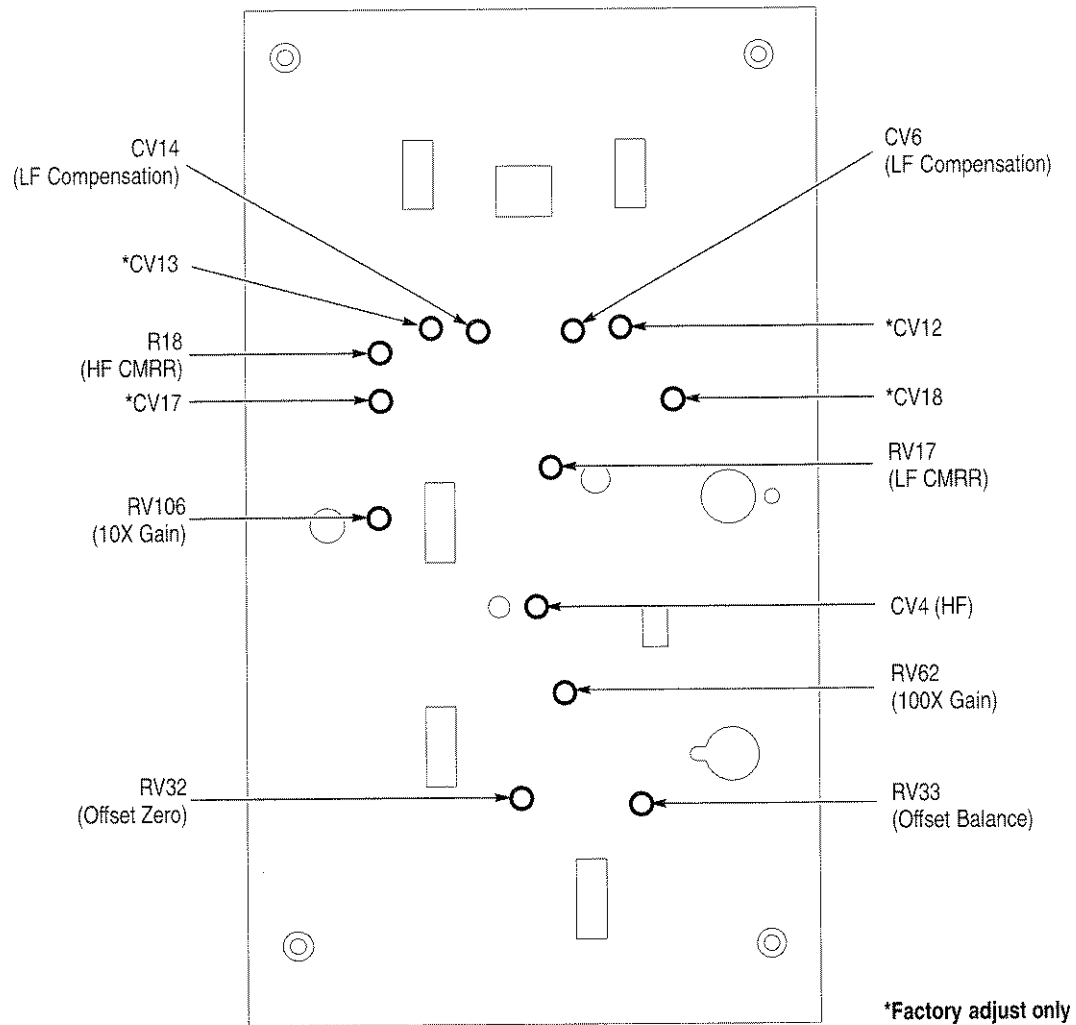 CV14
(LF Compensation)
*CV13
R18
(HF CMRR)
*CV17
RV106
(10X Gain)
RV32
(Offset Zero)
CV6
(LF Compensation)
*CV12
*CV18
RV17
(LF CMRR)
CV4 (HF)
RV62
(100X Gain)
RV33
(Offset Balance)
*Factory adjust only